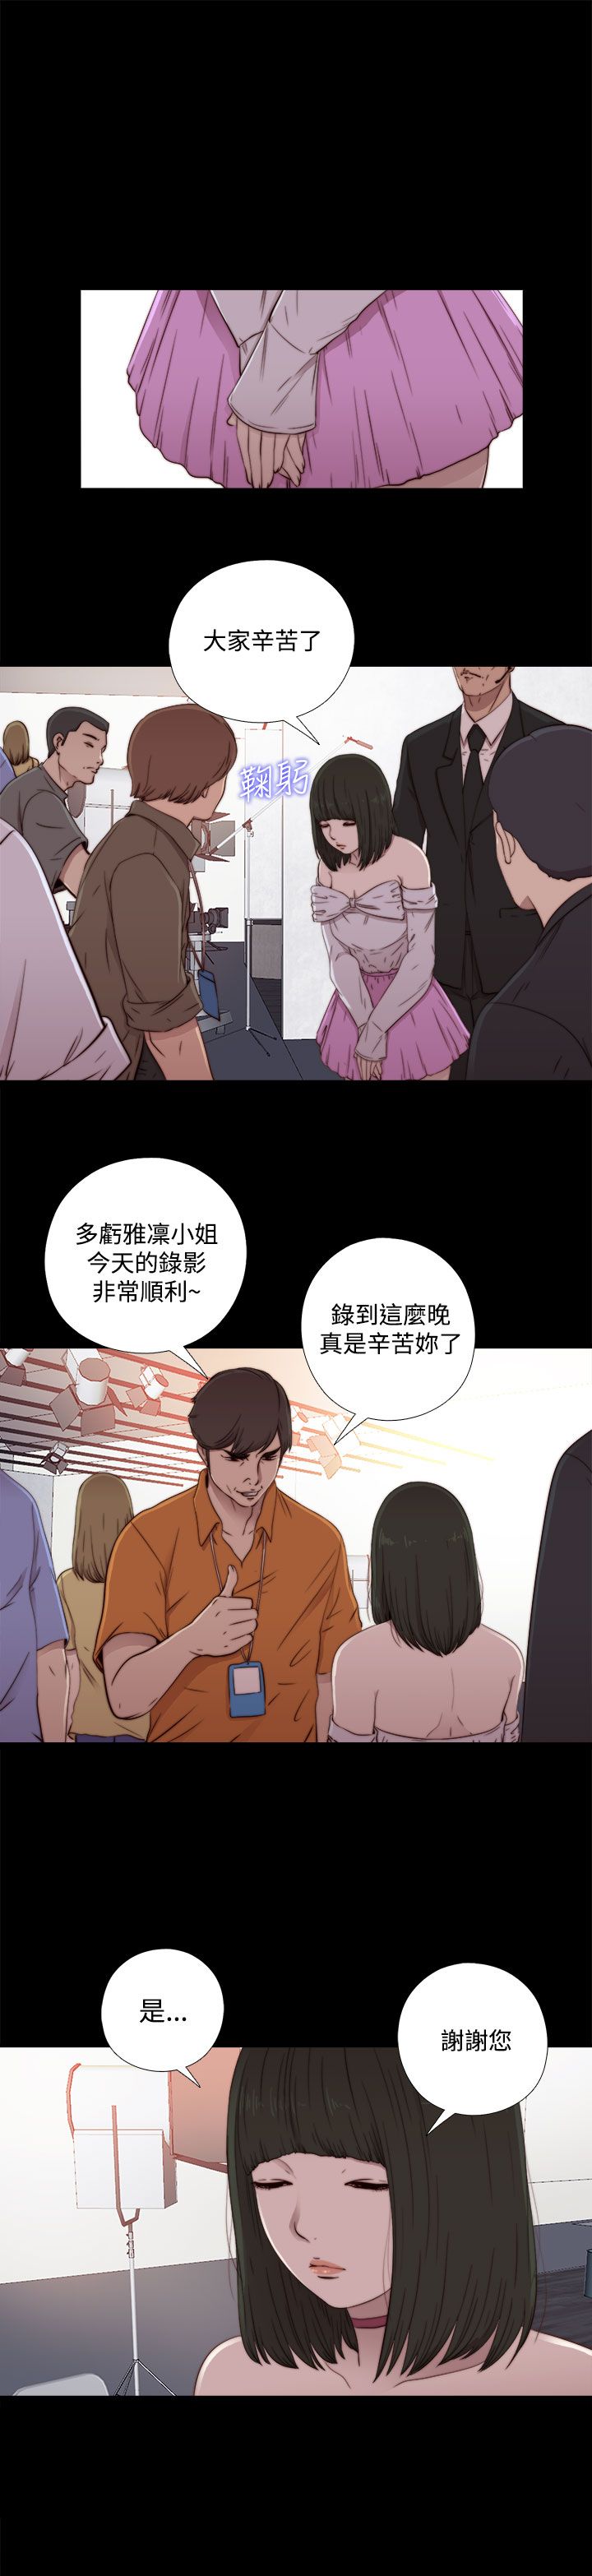 大家辛苦了
鞠躬
多虧雅凜小姐
今天的錄影
非常順利~
錄到這麼晚
真是辛苦妳了
是...
謝謝您